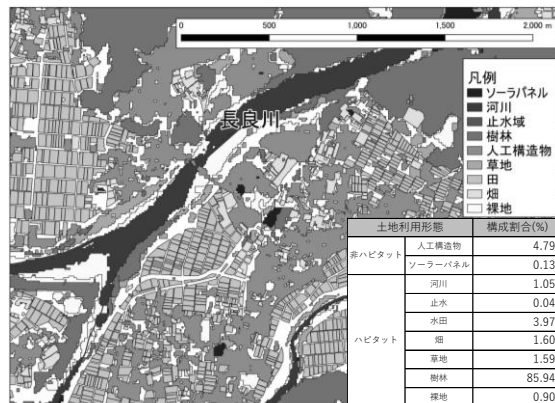 0 500 1,000 1,500 2,000 m
長良川
凡例
ソーラパネル
河川
止水域
樹林
人工構造物
草地
田
畑
裸地
土地利用形態 構成割合(%)
非ハビタット 人工構造物 4.79
ソーラーパネル 0.13
ハビタット 河川 1.05
止水 0.04
水田 3.97
畑 1.60
草地 1.59
樹林 85.94
裸地 0.90